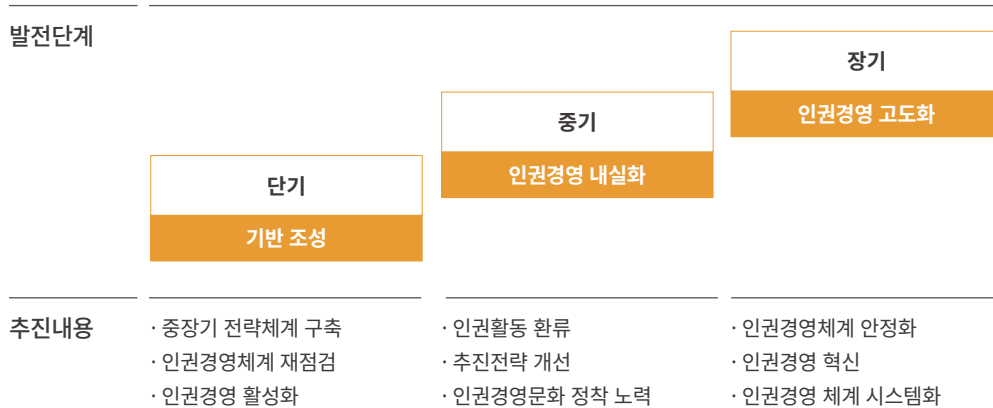 발전단계
단기
기반 조성
중기
인권경영 내실화
장기
인권경영 고도화
추진내용
· 중장기 전략체계 구축
· 인권경영체계 재점검
· 인권경영 활성화
· 인권활동 환류
· 추진전략 개선
· 인권경영문화 정착 노력
· 인권경영체계 안정화
· 인권경영 혁신
· 인권경영 체계 시스템화